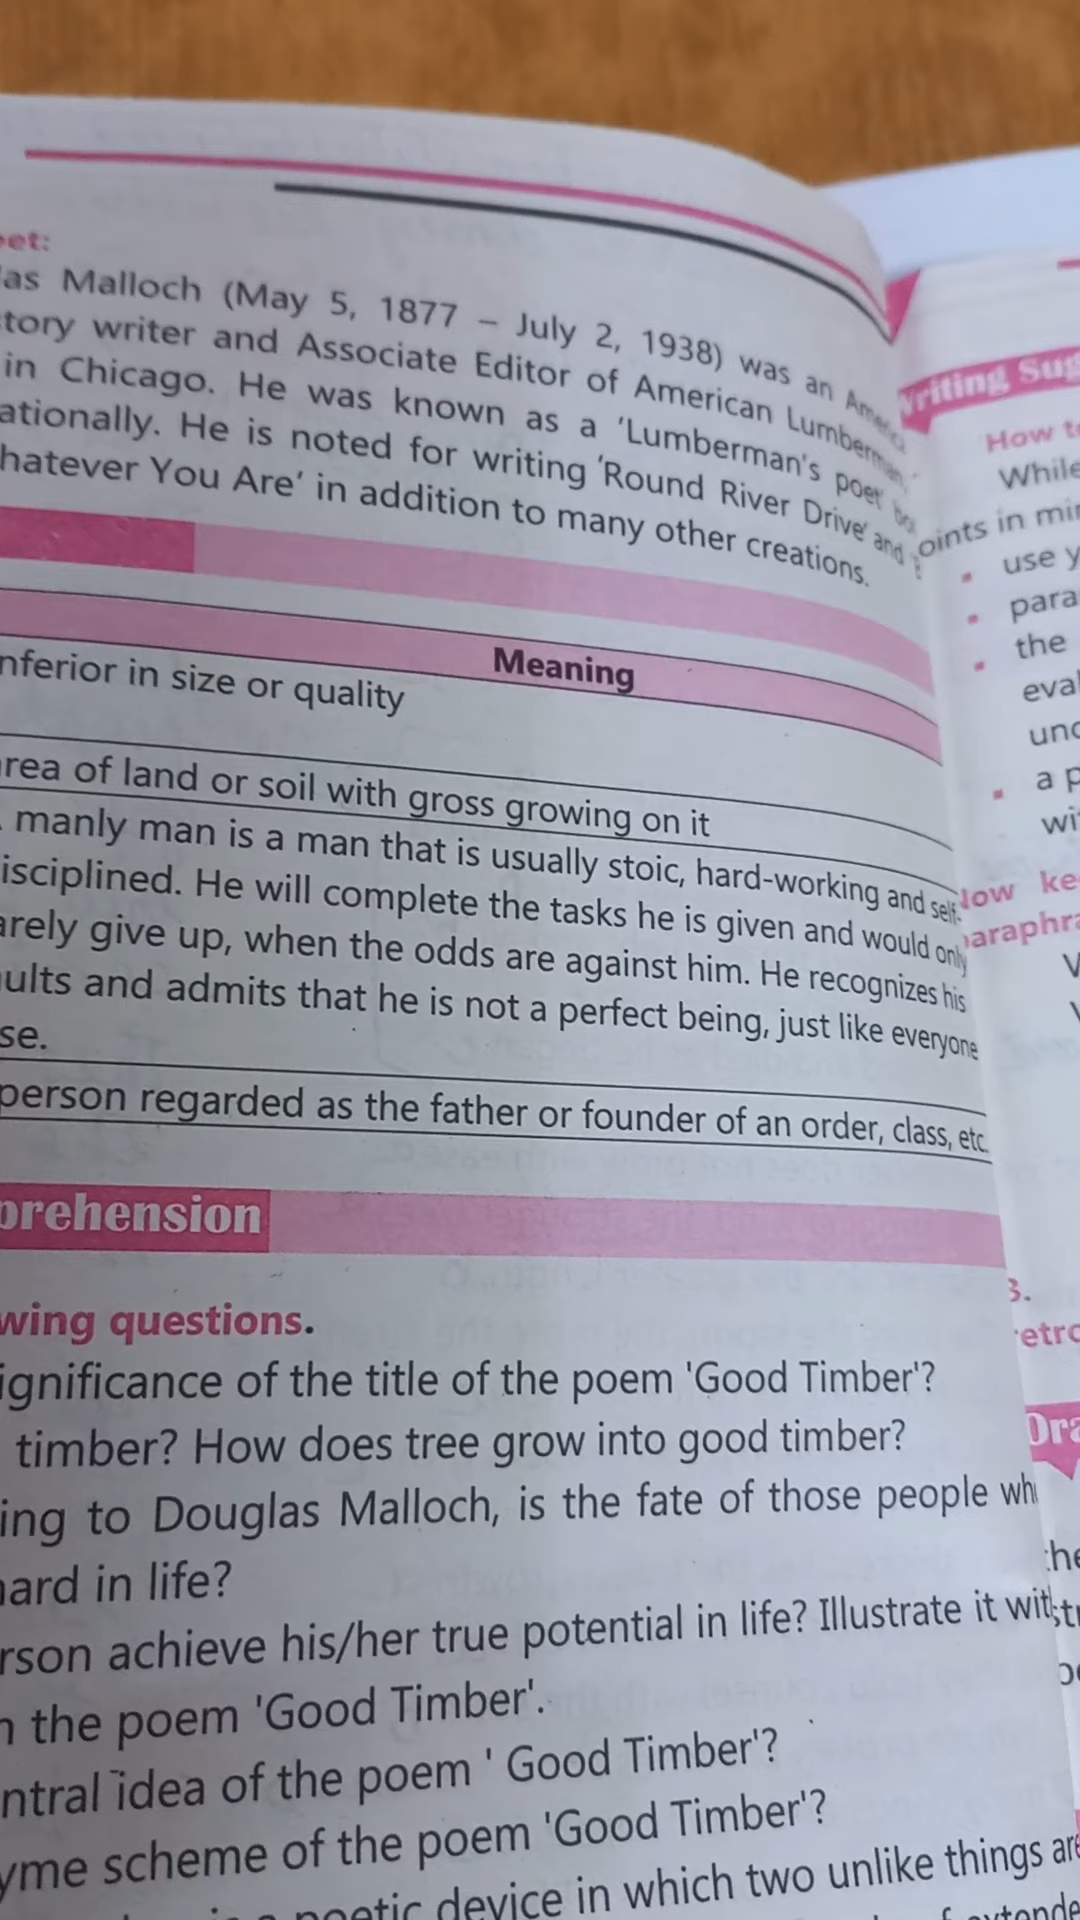 et:
as Malloch (May 5, 1877 – July 2, 1938) was an
tory writer and Associate Editor of American Lumberman,
in Chicago. He was known as a 'Lumberman's poet'
ationally. He is noted for writing 'Round River Drive' and
hatever You Are' in addition to many other creations.
Meaning
nferior in size or quality
rea of land or soil with gross growing on it
manly man is a man that is usually stoic, hard-working and self-
isciplined. He will complete the tasks he is given and would only
arely give up, when the odds are against him. He recognizes his
ults and admits that he is not a perfect being, just like everyone
se.
person regarded as the father or founder of an order, class, etc.
prehension
wing questions.
ignificance of the title of the poem 'Good Timber'?
timber? How does tree grow into good timber?
ing to Douglas Malloch, is the fate of those people wh
ard in life?
rson achieve his/her true potential in life? Illustrate it wit
the poem 'Good Timber'.
ntral idea of the poem ' Good Timber'?
yme scheme of the poem 'Good Timber'?
poetic device in which two unlike things are
Writing Sug
How t
While
oints in min
use y
para
the
eval
und
a p
wi
low ke
paraphra
3.
etro
Ora
the